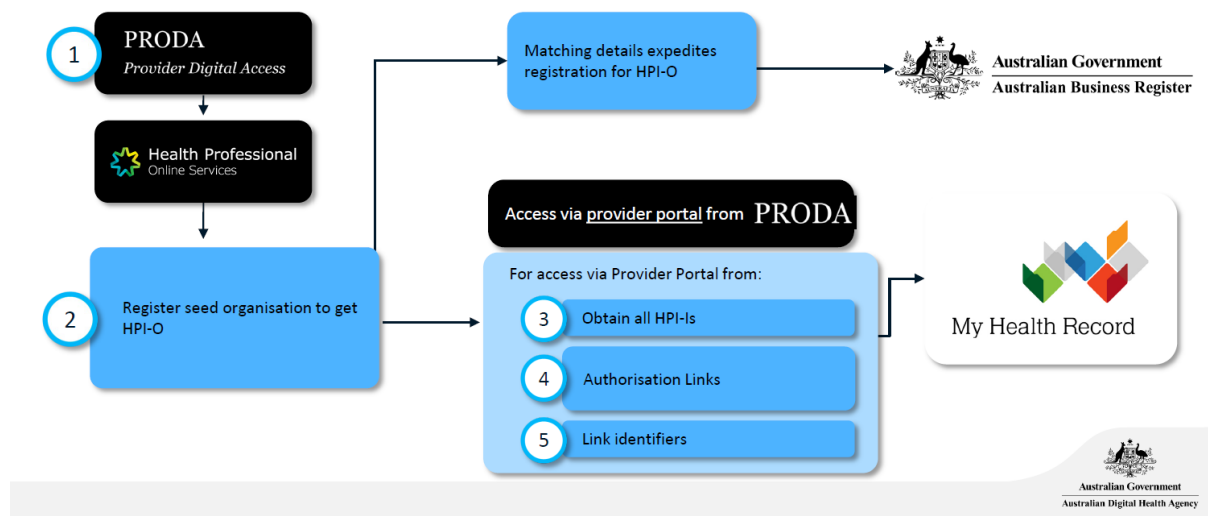 1
PRODA
Provider Digital Access
Health Professional
Online Services
2
Register seed organisation to get
HPI-O
Matching details expedites
registration for HPI-O
Australian Government
Australian Business Register
Access via provider portal from PRODA
For access via Provider Portal from:
3
Obtain all HPI-Is
4
Authorisation Links
5
Link identifiers
My Health Record
Australian Government
Australian Digital Health Agency